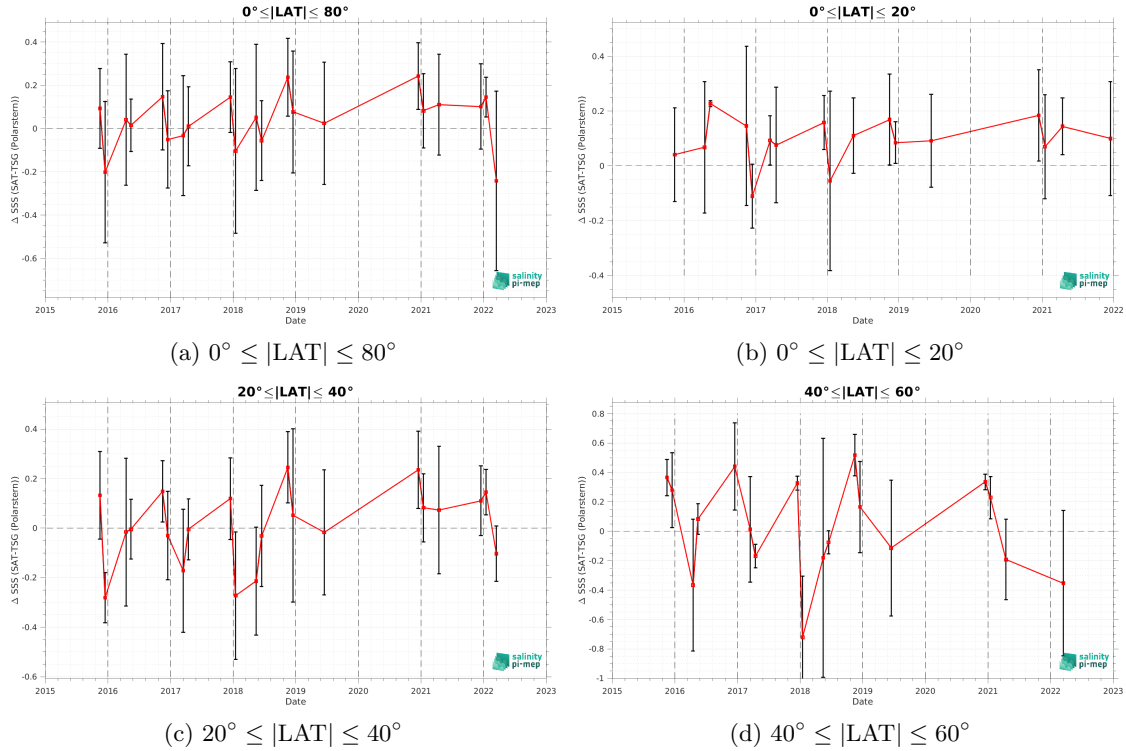 0°≤|LAT|≤ 80°
Δ SSS (SAT-TSG (Polarstern))
0.4
0.2
0
-0.2
-0.4
-0.6
2015 2016 2017 2018 2019 2020 2021 2022 2023
Date
salinity
pi-mep
(a) 0° ≤ |LAT| ≤ 80°
0°≤|LAT|≤ 20°
Δ SSS (SAT-TSG (Polarstern))
0.4
0.2
0
-0.2
-0.4
2016 2017 2018 2019 2020 2021 2022
Date
salinity
pi-mep
(b) 0° ≤ |LAT| ≤ 20°
20°≤|LAT|≤ 40°
Δ SSS (SAT-TSG (Polarstern))
0.4
0.2
0
-0.2
-0.4
-0.6
2015 2016 2017 2018 2019 2020 2021 2022 2023
Date
salinity
pi-mep
(c) 20° ≤ |LAT| ≤ 40°
40°≤|LAT|≤ 60°
Δ SSS (SAT-TSG (Polarstern))
0.8
0.6
0.4
0.2
0
-0.2
-0.4
-0.6
-0.8
-1
2016 2017 2018 2019 2020 2021 2022 2023
Date
salinity
pi-mep
(d) 40° ≤ |LAT| ≤ 60°